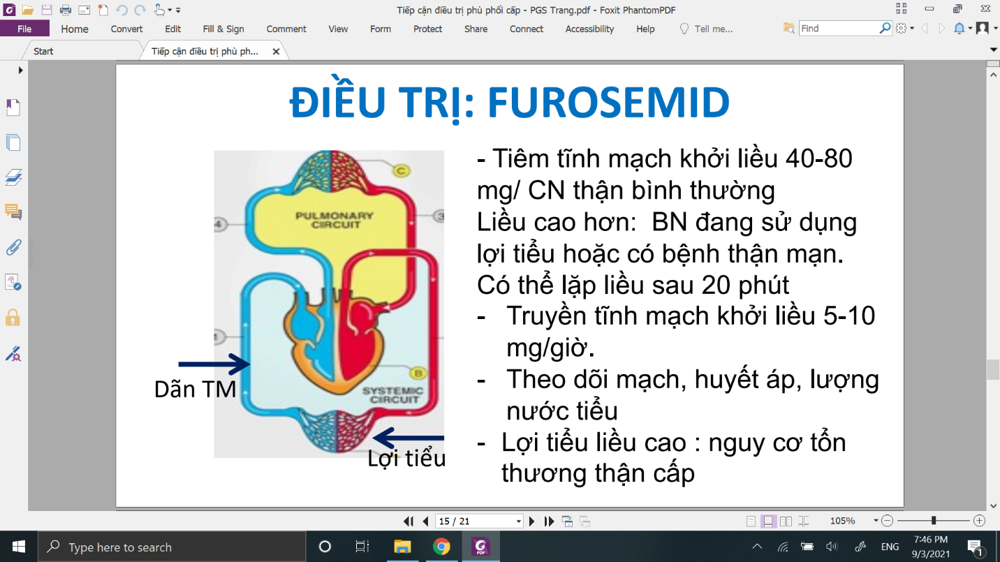 Tiếp cận điều trị phù phổi cấp - PGS Trang.pdf - Foxit PhantomPDF
File Home Convert Edit Fill & Sign Comment View Form Protect Share Connect Accessibility Help Tell me... Find
Start Tiếp cận điều trị phù ph...
ĐIỀU TRỊ: FUROSEMID
C
PULMONARY
CIRCUIT
4
3
1
B
SYSTEMIC
CIRCUIT
Dãn TM
Lợi tiểu
- Tiêm tĩnh mạch khởi liều 40-80
mg/ CN thận bình thường
Liều cao hơn: BN đang sử dụng
lợi tiểu hoặc có bệnh thận mạn.
Có thể lặp liều sau 20 phút
- Truyền tĩnh mạch khởi liều 5-10
mg/giờ.
- Theo dõi mạch, huyết áp, lượng
nước tiểu
- Lợi tiểu liều cao : nguy cơ tổn
thương thận cấp
15 / 21
105%
Type here to search
ENG
7:46 PM
9/3/2021
1